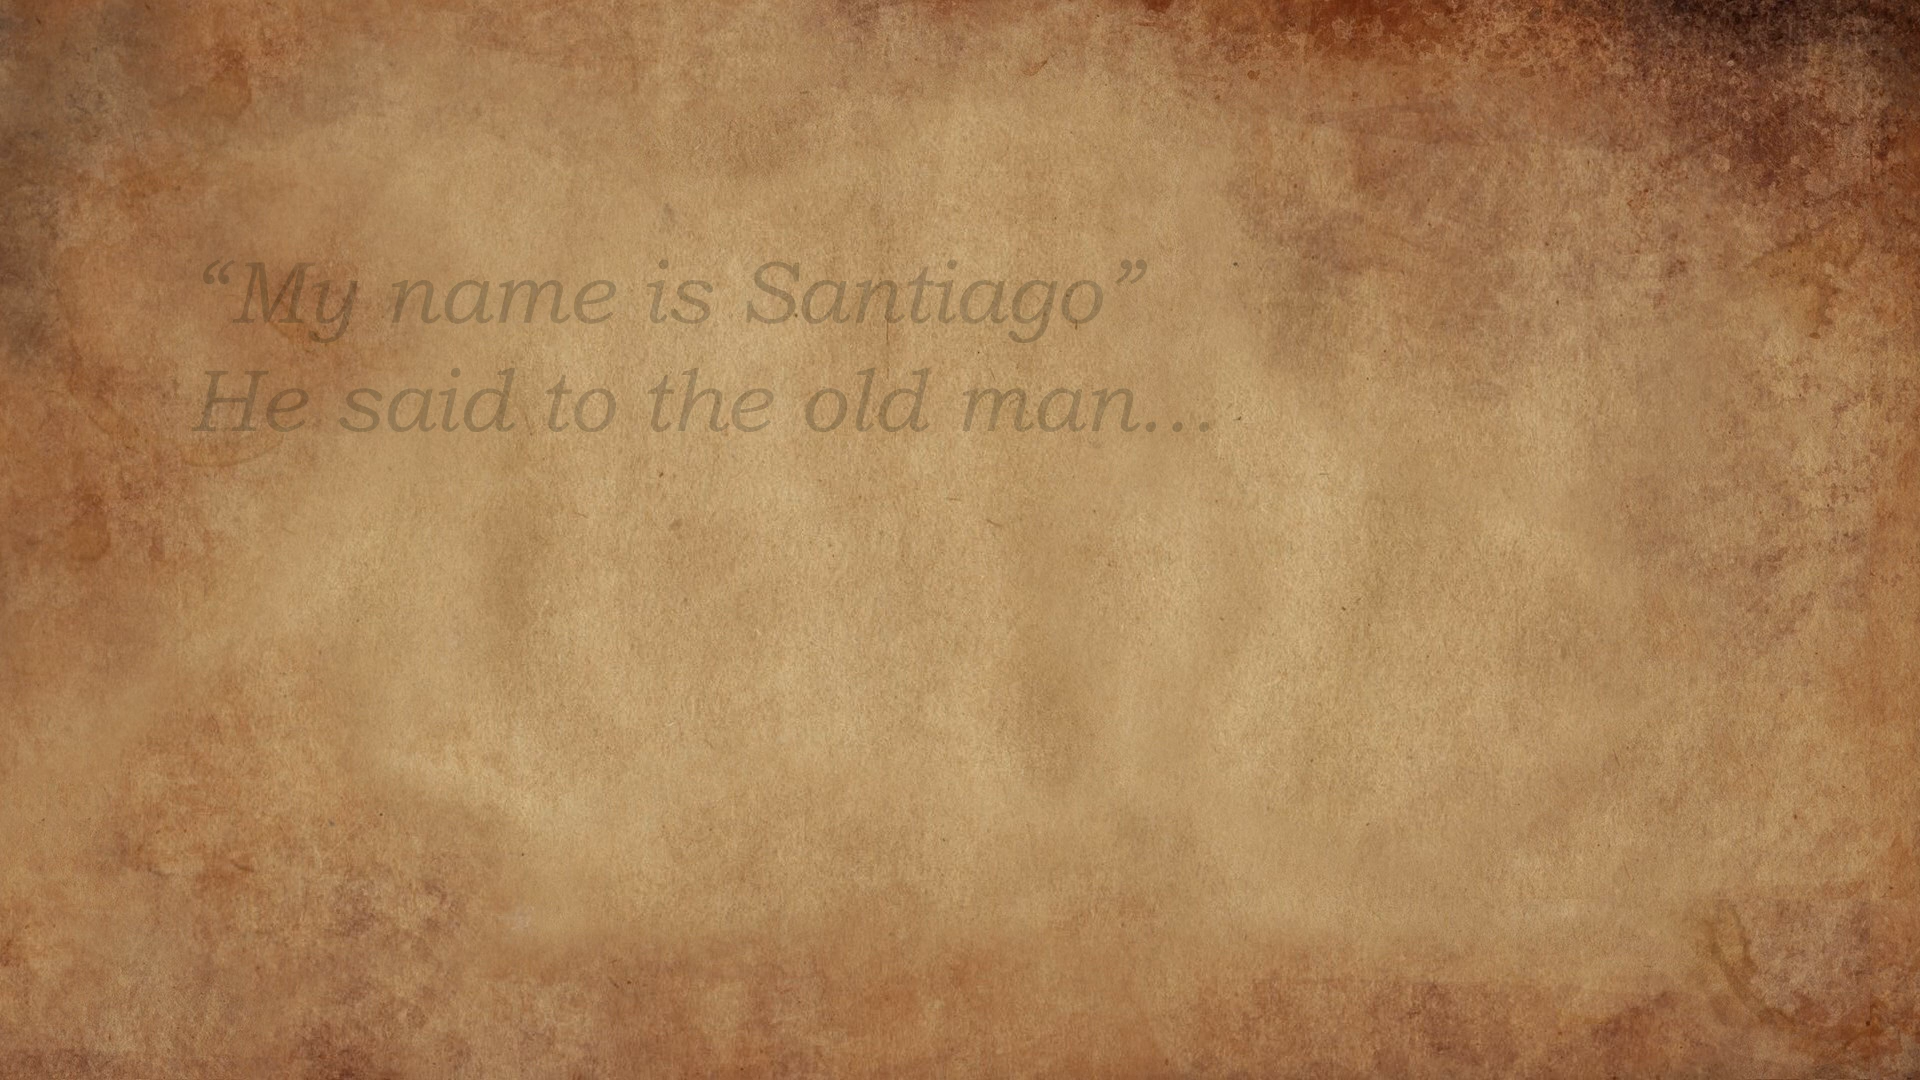 “My name is Santiago”
He said to the old man...